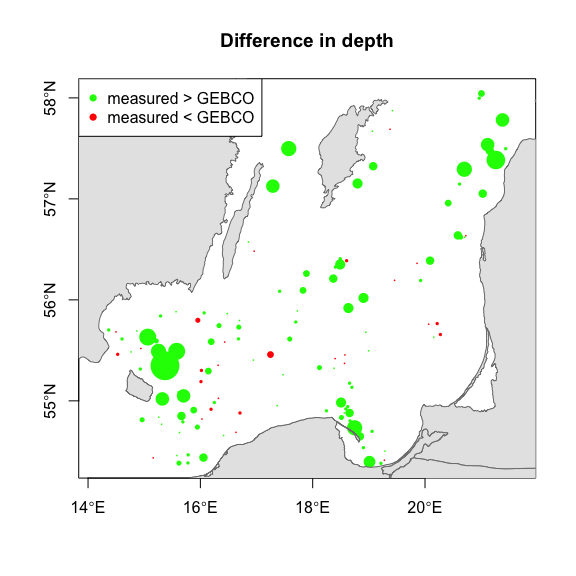 Difference in depth
measured > GEBCO
measured < GEBCO
58°N
57°N
56°N
55°N
14°E
16°E
18°E
20°E